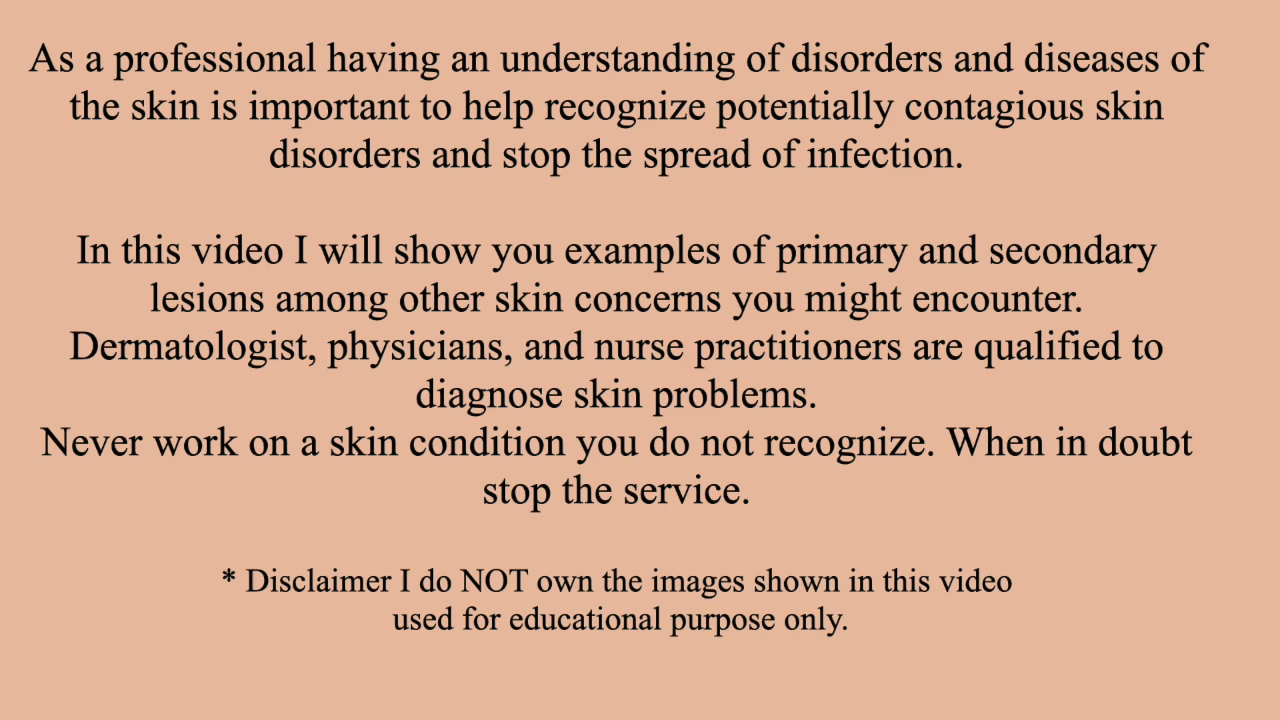 As a professional having an understanding of disorders and diseases of
the skin is important to help recognize potentially contagious skin
disorders and stop the spread of infection.
In this video I will show you examples of primary and secondary
lesions among other skin concerns you might encounter.
Dermatologist, physicians, and nurse practitioners are qualified to
diagnose skin problems.
Never work on a skin condition you do not recognize. When in doubt
stop the service.
* Disclaimer I do NOT own the images shown in this video
used for educational purpose only.